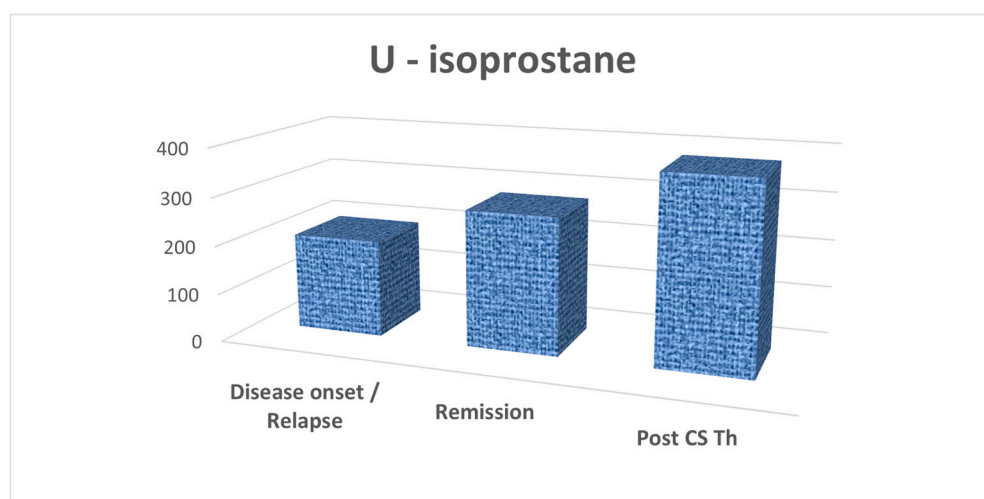 U - isoprostane
400
300
200
100
0
Disease onset /
Relapse
Remission
Post CS Th